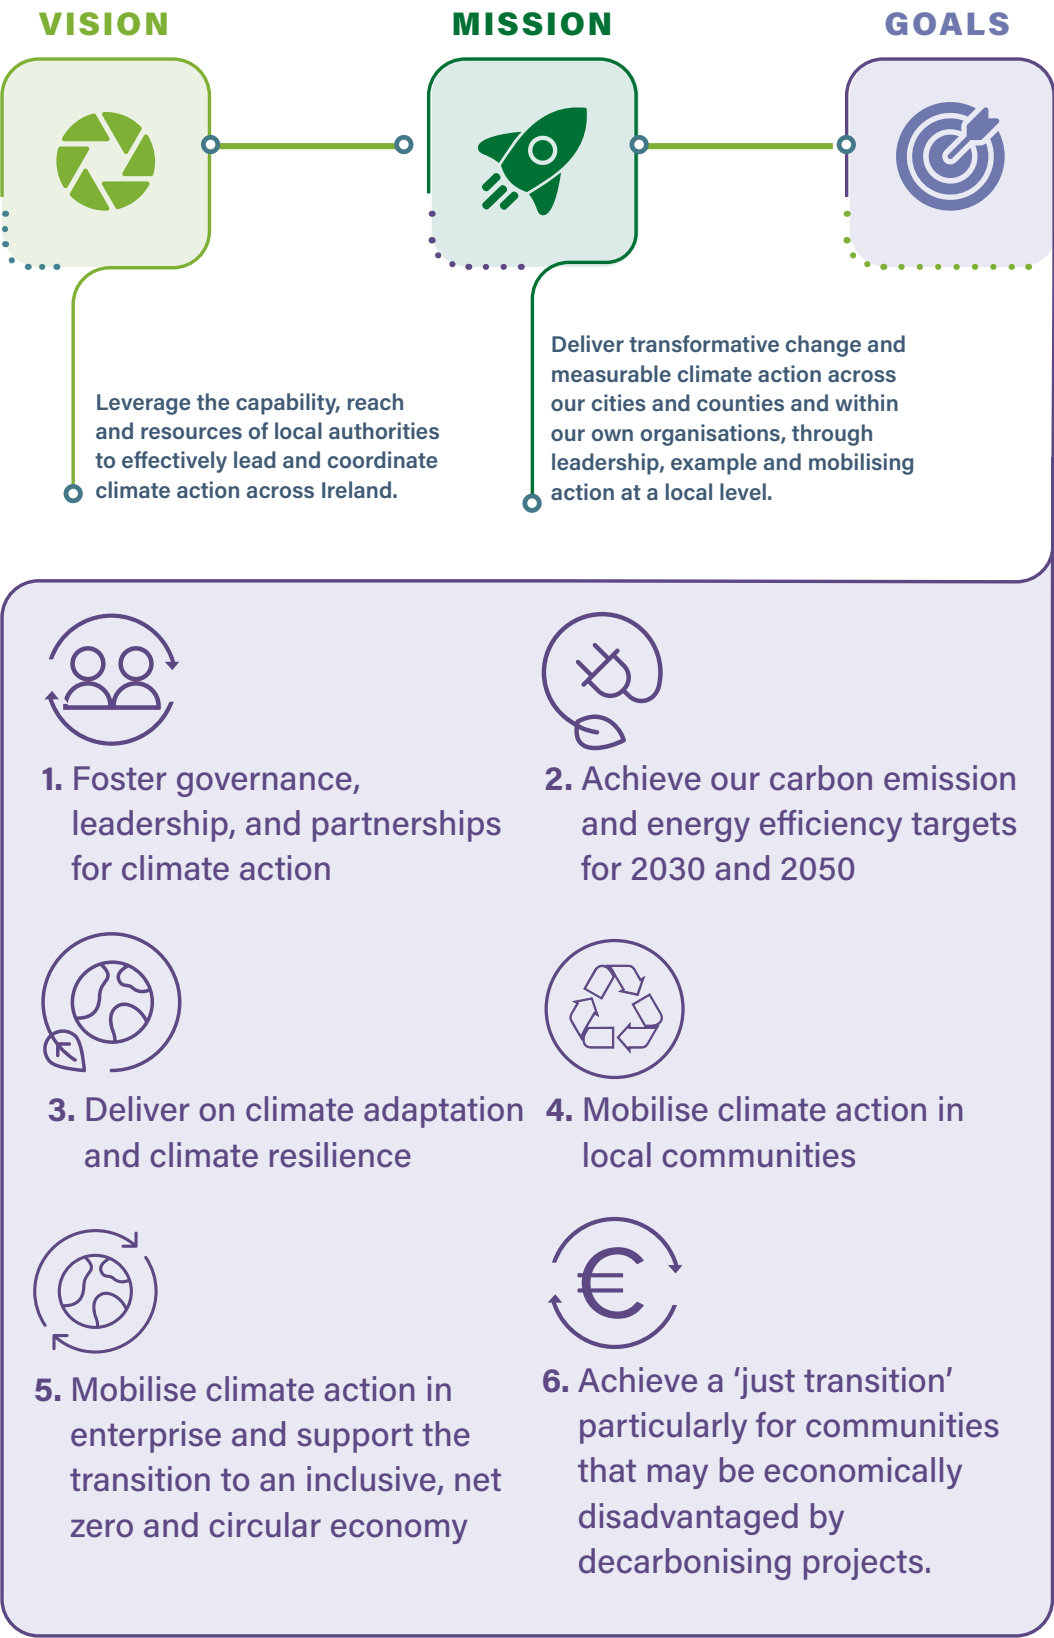 VISION
MISSION
GOALS
Leverage the capability, reach
and resources of local authorities
to effectively lead and coordinate
climate action across Ireland.
Deliver transformative change and
measurable climate action across
our cities and counties and within
our own organisations, through
leadership, example and mobilising
action at a local level.
1. Foster governance,
leadership, and partnerships
for climate action
2. Achieve our carbon emission
and energy efficiency targets
for 2030 and 2050
3. Deliver on climate adaptation
and climate resilience
4. Mobilise climate action in
local communities
5. Mobilise climate action in
enterprise and support the
transition to an inclusive, net
zero and circular economy
6. Achieve a ‘just transition’
particularly for communities
that may be economically
disadvantaged by
decarbonising projects.